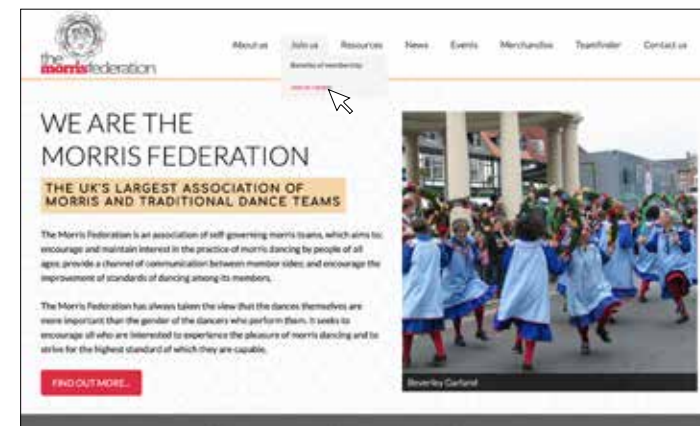 the
morrisfederation
About us Join us Resources News Events Merchandise Teamfinder Contact us
Benefits of membership
WE ARE THE
MORRIS FEDERATION
THE UK'S LARGEST ASSOCIATION OF
MORRIS AND TRADITIONAL DANCE TEAMS
The Morris Federation is an association of self governing morris teams, which aims to:
encourage and maintain interest in the practice of morris dancing by people of all
ages; provide a channel of communication between member sides; and encourage the
improvement of standards of dancing among its members.
The Morris Federation has always taken the view that the dances themselves are
more important than the gender of the dancers who perform them. It seeks to
encourage all who are interested to experience the pleasure of morris dancing and to
strive for the highest standard of which they are capable.
FIND OUT MORE...
Beverley Garland